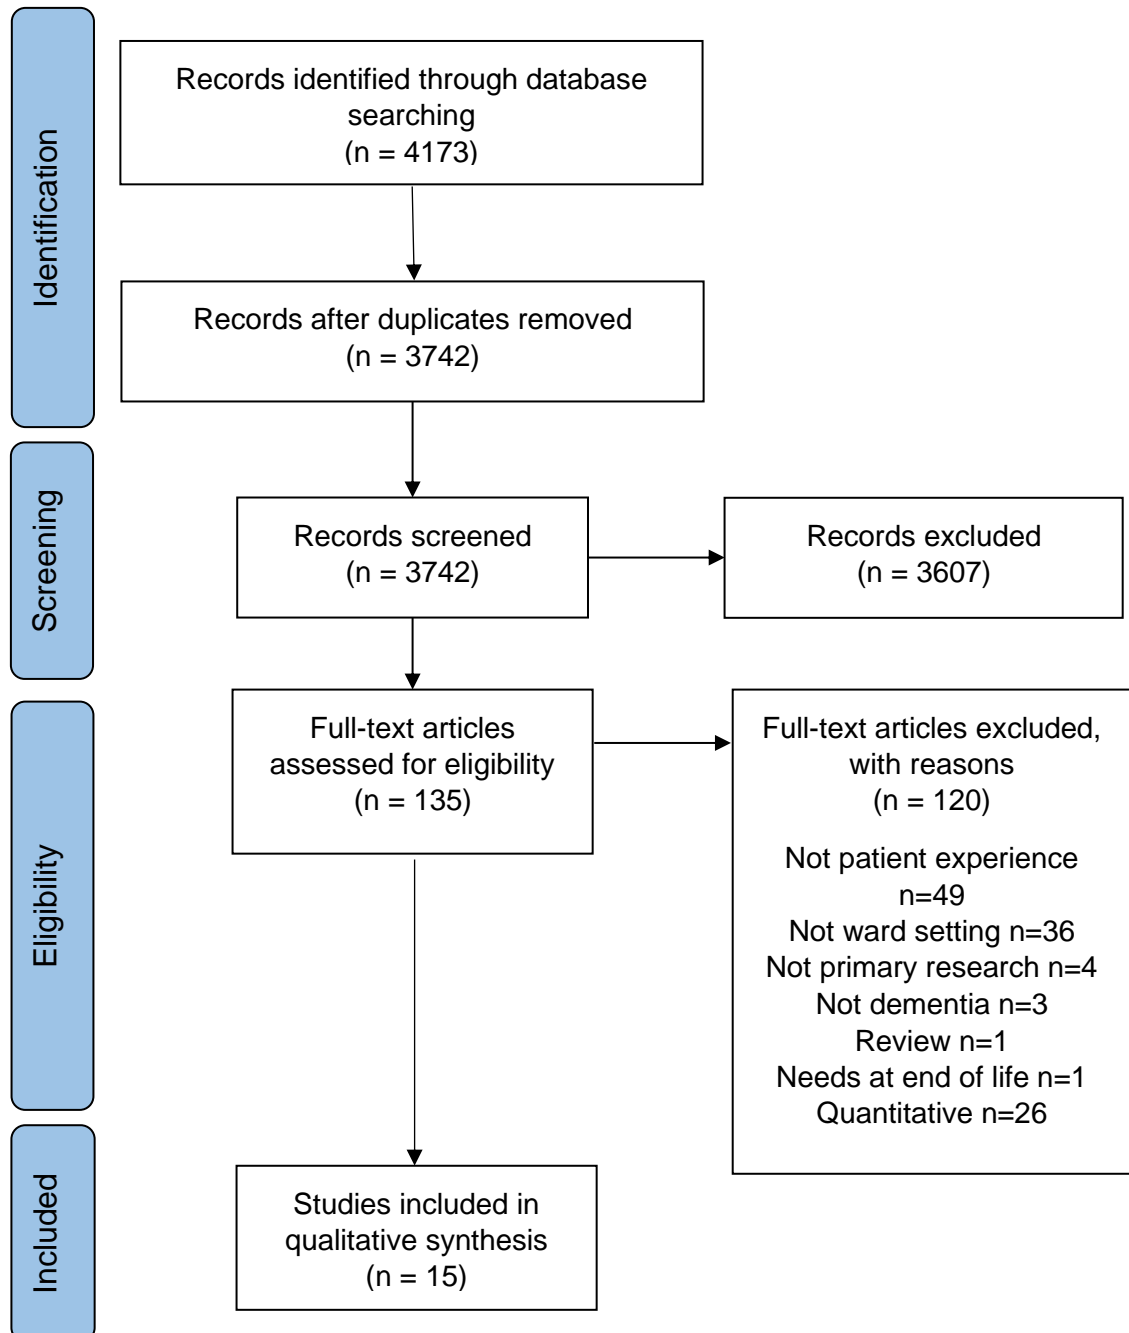 Identification
Records identified through database
searching
(n = 4173)
Records after duplicates removed
(n = 3742)
Screening
Records screened
(n = 3742)
Records excluded
(n = 3607)
Eligibility
Full-text articles
assessed for eligibility
(n = 135)
Full-text articles excluded,
with reasons
(n = 120)
Not patient experience
n=49
Not ward setting n=36
Not primary research n=4
Not dementia n=3
Review n=1
Needs at end of life n=1
Quantitative n=26
Included
Studies included in
qualitative synthesis
(n = 15)